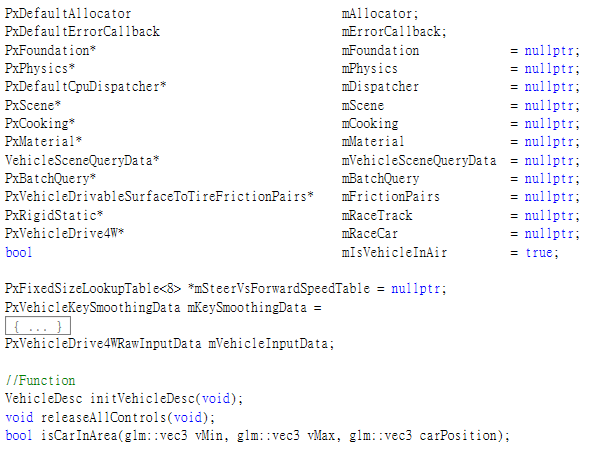 PxDefaultAllocator mAllocator;
PxDefaultErrorCallback mErrorCallback;
PxFoundation* mFoundation = nullptr;
PxPhysics* mPhysics = nullptr;
PxDefaultCpuDispatcher* mDispatcher = nullptr;
PxScene* mScene = nullptr;
PxCooking* mCooking = nullptr;
PxMaterial* mMaterial = nullptr;
VehicleSceneQueryData* mVehicleSceneQueryData = nullptr;
PxBatchQuery* mBatchQuery = nullptr;
PxVehicleDrivableSurfaceToTireFrictionPairs* mFrictionPairs = nullptr;
PxRigidStatic* mRaceTrack = nullptr;
PxVehicleDrive4W* mRaceCar = nullptr;
bool mIsVehicleInAir = true;
PxFixedSizeLookupTable<8> *mSteerVsForwardSpeedTable = nullptr;
PxVehicleKeySmoothingData mKeySmoothingData =
{ ... }
PxVehicleDrive4WRawInputData mVehicleInputData;
//Function
VehicleDesc initVehicleDesc(void);
void releaseAllControls(void);
bool isCarInArea(glm::vec3 vMin, glm::vec3 vMax, glm::vec3 carPosition);